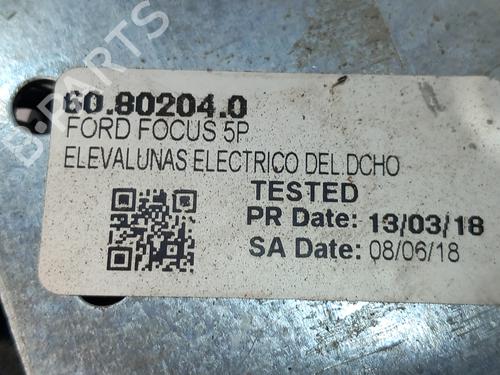 B-PARTS
60.80204.0
FORD FOCUS 5P
ELEVALUNAS ELECTRICO DEL DCHO
TESTED
PR Date: 13/03/18
SA Date: 08/06/18